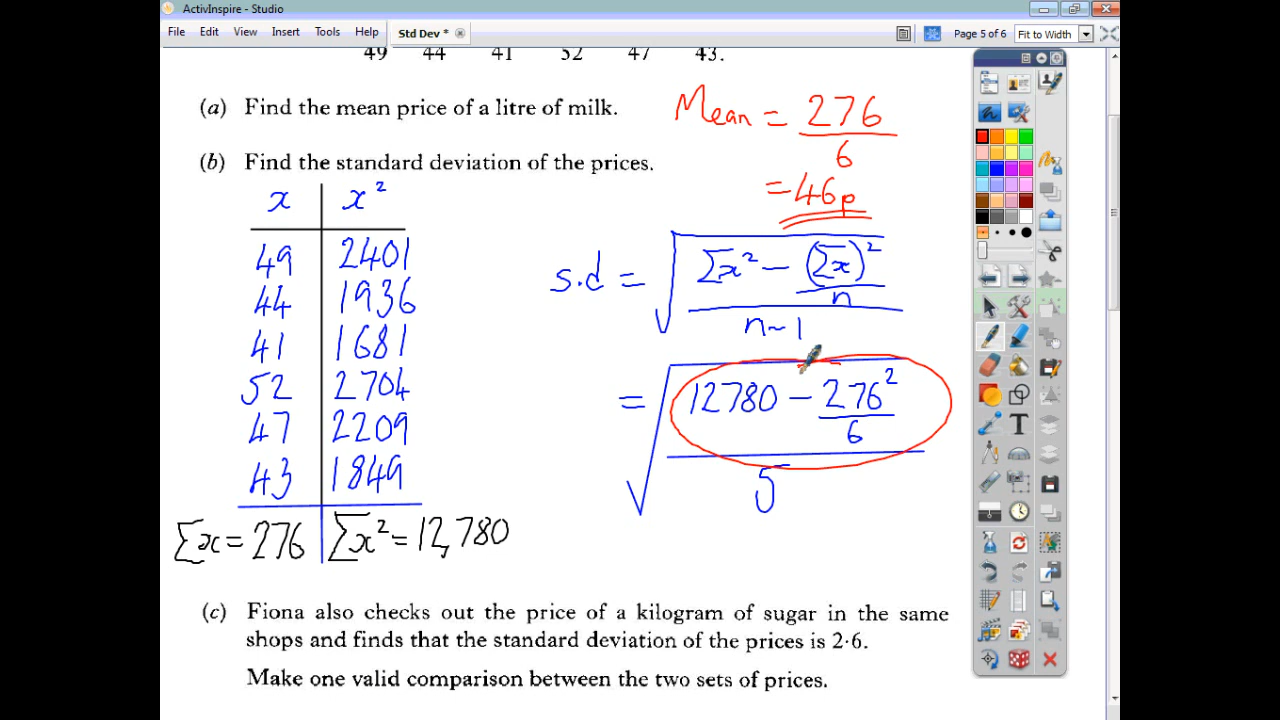 ActivInspire - Studio
File Edit View Insert Tools Help Std Dev * Page 5 of 6 Fit to Width
49 44 41 52 47 43.
(a) Find the mean price of a litre of milk.
Mean = 276
6
= 46p
(b) Find the standard deviation of the prices.
x x²
49 2401
44 1936
41 1681
52 2704
47 2209
43 1849
Σx = 276 Σx² = 12,780
s.d = √ Σx² − (Σx)²
n
n−1
= √ 12780 − 276²
6
5
(c) Fiona also checks out the price of a kilogram of sugar in the same
shops and finds that the standard deviation of the prices is 2·6.
Make one valid comparison between the two sets of prices.